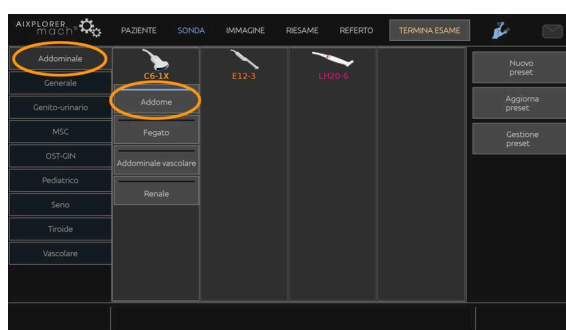 AIXPLORER
mach
PAZIENTE SONDA IMMAGINE RIESAME REFERTO TERMINA ESAME
Addominale
Generale
Genito-urinario
MSC
OST-GIN
Pediatrico
Seno
Tiroide
Vascolare
C6-1X
Addome
Fegato
Addominale vascolare
Renale
E12-3
LH20-6
Nuovo
preset
Aggiorna
preset
Gestione
preset